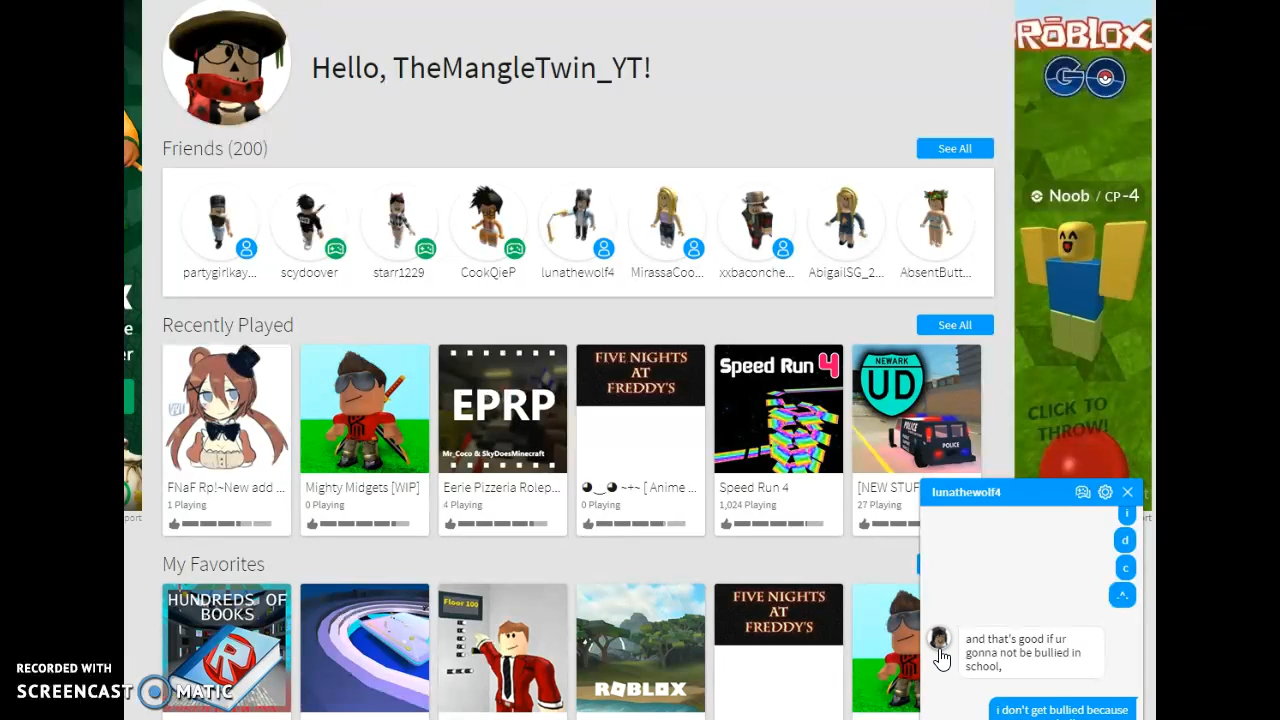 Hello, TheMangleTwin_YT!
ROBLOX
GO
Friends (200)
See All
Noob / CP-4
partygirlkay...
scydoover
starr1229
CookQieP
lunathewolf4
MirassaCoo...
xxbaconche...
AbigailSG_2...
AbsentButt...
Recently Played
See All
FIVE NIGHTS
AT
FREDDY'S
Speed Run 4
NEWARK
UD
EPRP
POLICE
POLICE
Mr_Coco & SkyDoesMinecraft
CLICK TO
THROW!
FNaF Rp!~New add ...
Mighty Midgets [WIP]
Eerie Pizzeria Rolep...
◕‿◕ ~+~ [ Anime ...
Speed Run 4
[NEW STUF
1 Playing
0 Playing
4 Playing
0 Playing
1,024 Playing
27 Playing
lunathewolf4
i
d
c
.^.
and that's good if ur
gonna not be bullied in
school,
i don't get bullied because
My Favorites
HUNDREDS OF
BOOKS
Floor 100
ROBLOX
FIVE NIGHTS
AT
FREDDY'S
RECORDED WITH
SCREENCAST MATIC